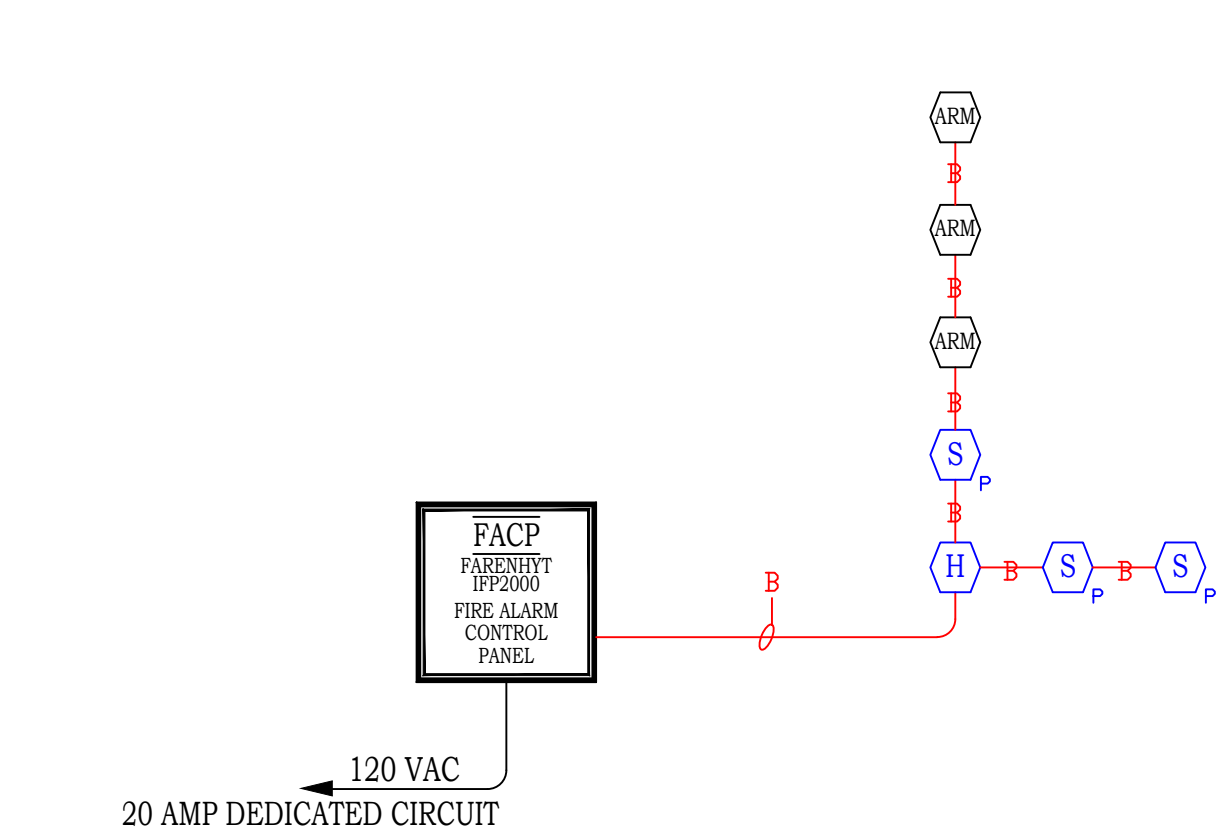 ARM
B
ARM
B
ARM
B
S
P
B
FACP
FARENHYT
IFP2000
FIRE ALARM
CONTROL
PANEL
B
H B S P B S P
120 VAC
20 AMP DEDICATED CIRCUIT